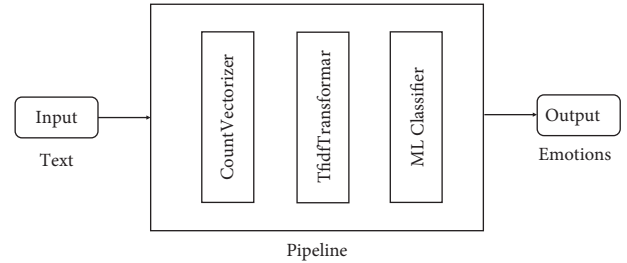 Input
Text
CountVectorizer
TfidfTransformar
ML Classifier
Pipeline
Output
Emotions